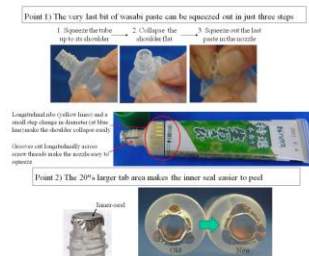 Point 1) The very last bit of wasabi paste can be squeezed out in just three steps
1. Squeeze the tube
up to its shoulder
2. Collapse the
shoulder flat
3. Squeeze out the last
paste in the nozzle
Longitudinal ribs (yellow lines) and a
small step change in diameter (at blue
line) make the shoulder collapse easily
Grooves cut longitudinally across
screw threads make the nozzle easy to
squeeze
Point 2) The 20% larger tab area makes the inner seal easier to peel
Inner-seal
Old
New